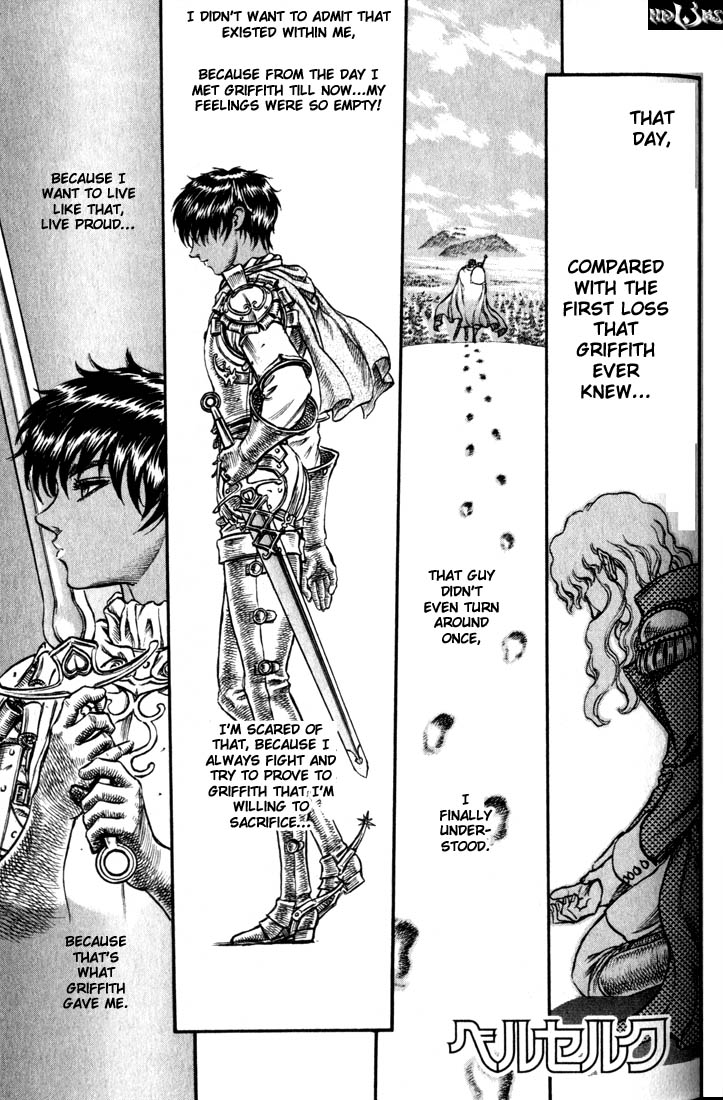 THAT
DAY,
COMPARED
WITH THE
FIRST LOSS
THAT
GRIFFITH
EVER
KNEW...
THAT GUY
DIDN'T
EVEN TURN
AROUND
ONCE,
I
FINALLY
UNDER-
STOOD.
I DIDN'T WANT TO ADMIT THAT
EXISTED WITHIN ME,
BECAUSE FROM THE DAY I
MET GRIFFITH TILL NOW...MY
FEELINGS WERE SO EMPTY!
I'M SCARED OF
THAT, BECAUSE I
ALWAYS FIGHT AND
TRY TO PROVE TO
GRIFFITH THAT I'M
WILLING TO
SACRIFICE...
BECAUSE I
WANT TO LIVE
LIKE THAT,
LIVE PROUD...
BECAUSE
THAT'S
WHAT
GRIFFITH
GAVE ME.
ベルセルク